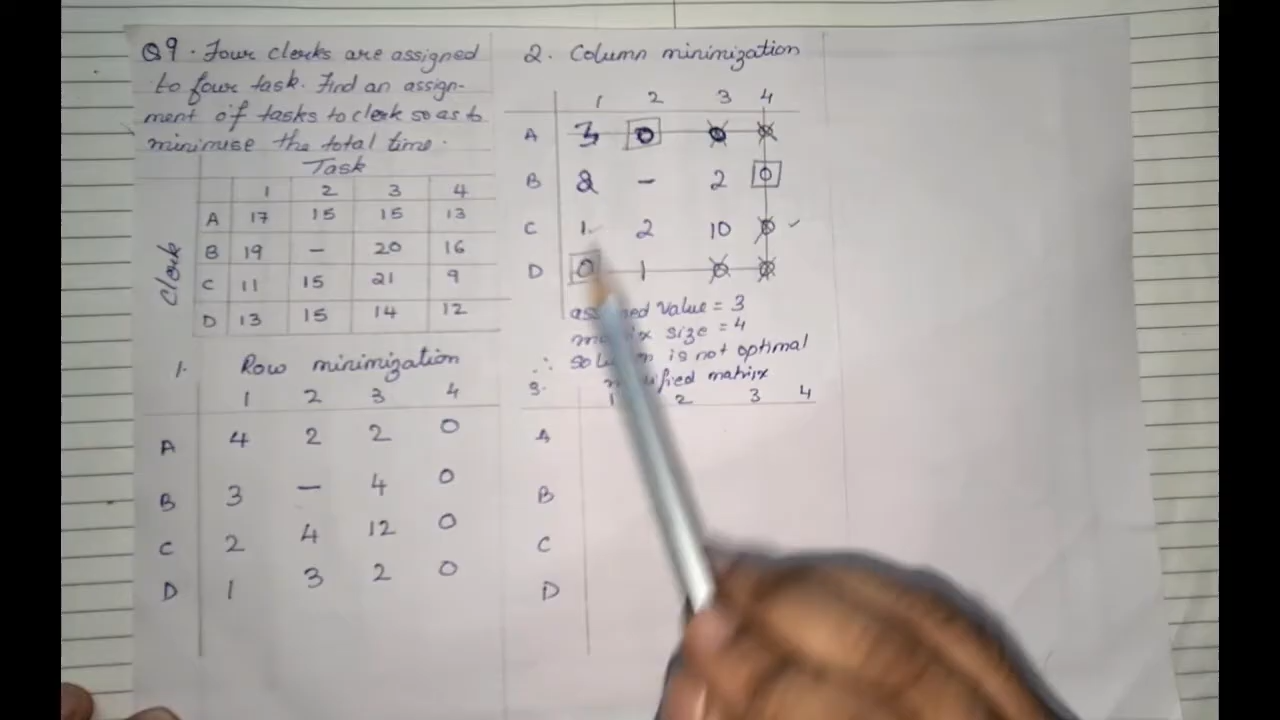 Q9. Four clerks are assigned
to four task. Find an assign-
ment of tasks to clerk so as to
minimise the total time.
Task
1 2 3 4
A 17 15 15 13
B 19 - 20 16
C 11 15 21 9
D 13 15 14 12
Clerk
1. Row minimization
1 2 3 4
A 4 2 2 0
B 3 - 4 0
C 2 4 12 0
D 1 3 2 0
2. Column minimization
1 2 3 4
A 3 0 0 0
B 2 - 2 0
C 1 2 10 0 ✓
D 0 1 0 0
value = 3
size = 4
∴ is not optimal
3. matrix
1 2 3 4
A
B
C
D